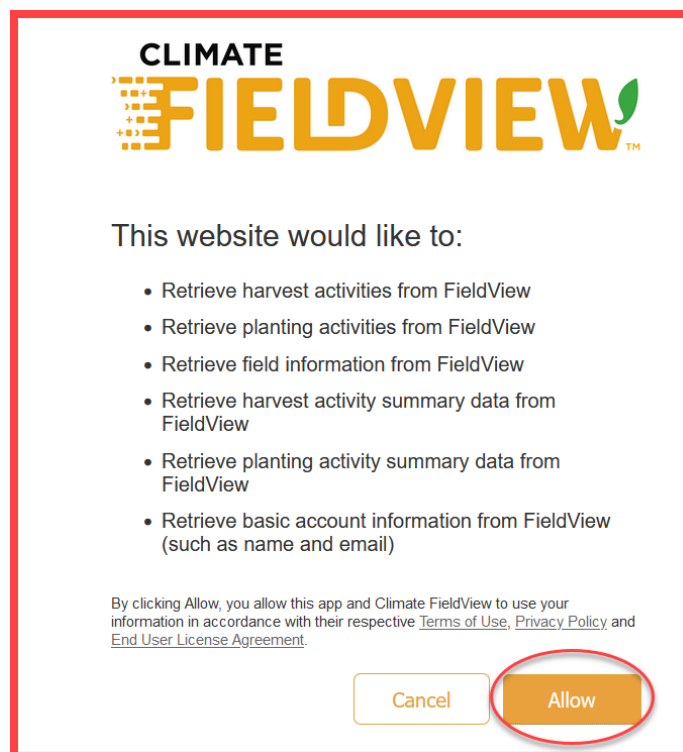 CLIMATE
FIELDVIEW
TM
This website would like to:
• Retrieve harvest activities from FieldView
• Retrieve planting activities from FieldView
• Retrieve field information from FieldView
• Retrieve harvest activity summary data from
FieldView
• Retrieve planting activity summary data from
FieldView
• Retrieve basic account information from FieldView
(such as name and email)
By clicking Allow, you allow this app and Climate FieldView to use your
information in accordance with their respective Terms of Use, Privacy Policy and
End User License Agreement.
Cancel
Allow